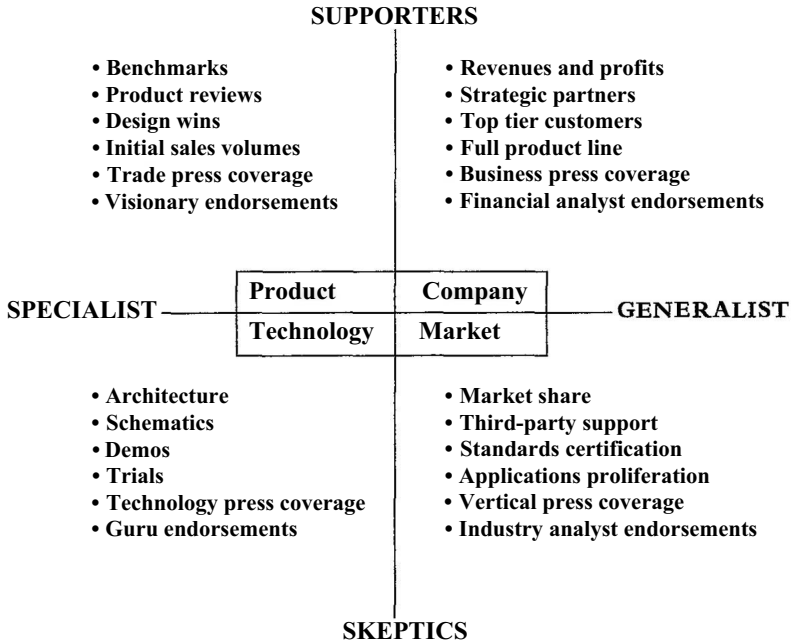 SUPPORTERS
• Benchmarks
• Product reviews
• Design wins
• Initial sales volumes
• Trade press coverage
• Visionary endorsements
• Revenues and profits
• Strategic partners
• Top tier customers
• Full product line
• Business press coverage
• Financial analyst endorsements
SPECIALIST
Product
Company
Technology
Market
GENERALIST
• Architecture
• Schematics
• Demos
• Trials
• Technology press coverage
• Guru endorsements
• Market share
• Third-party support
• Standards certification
• Applications proliferation
• Vertical press coverage
• Industry analyst endorsements
SKEPTICS